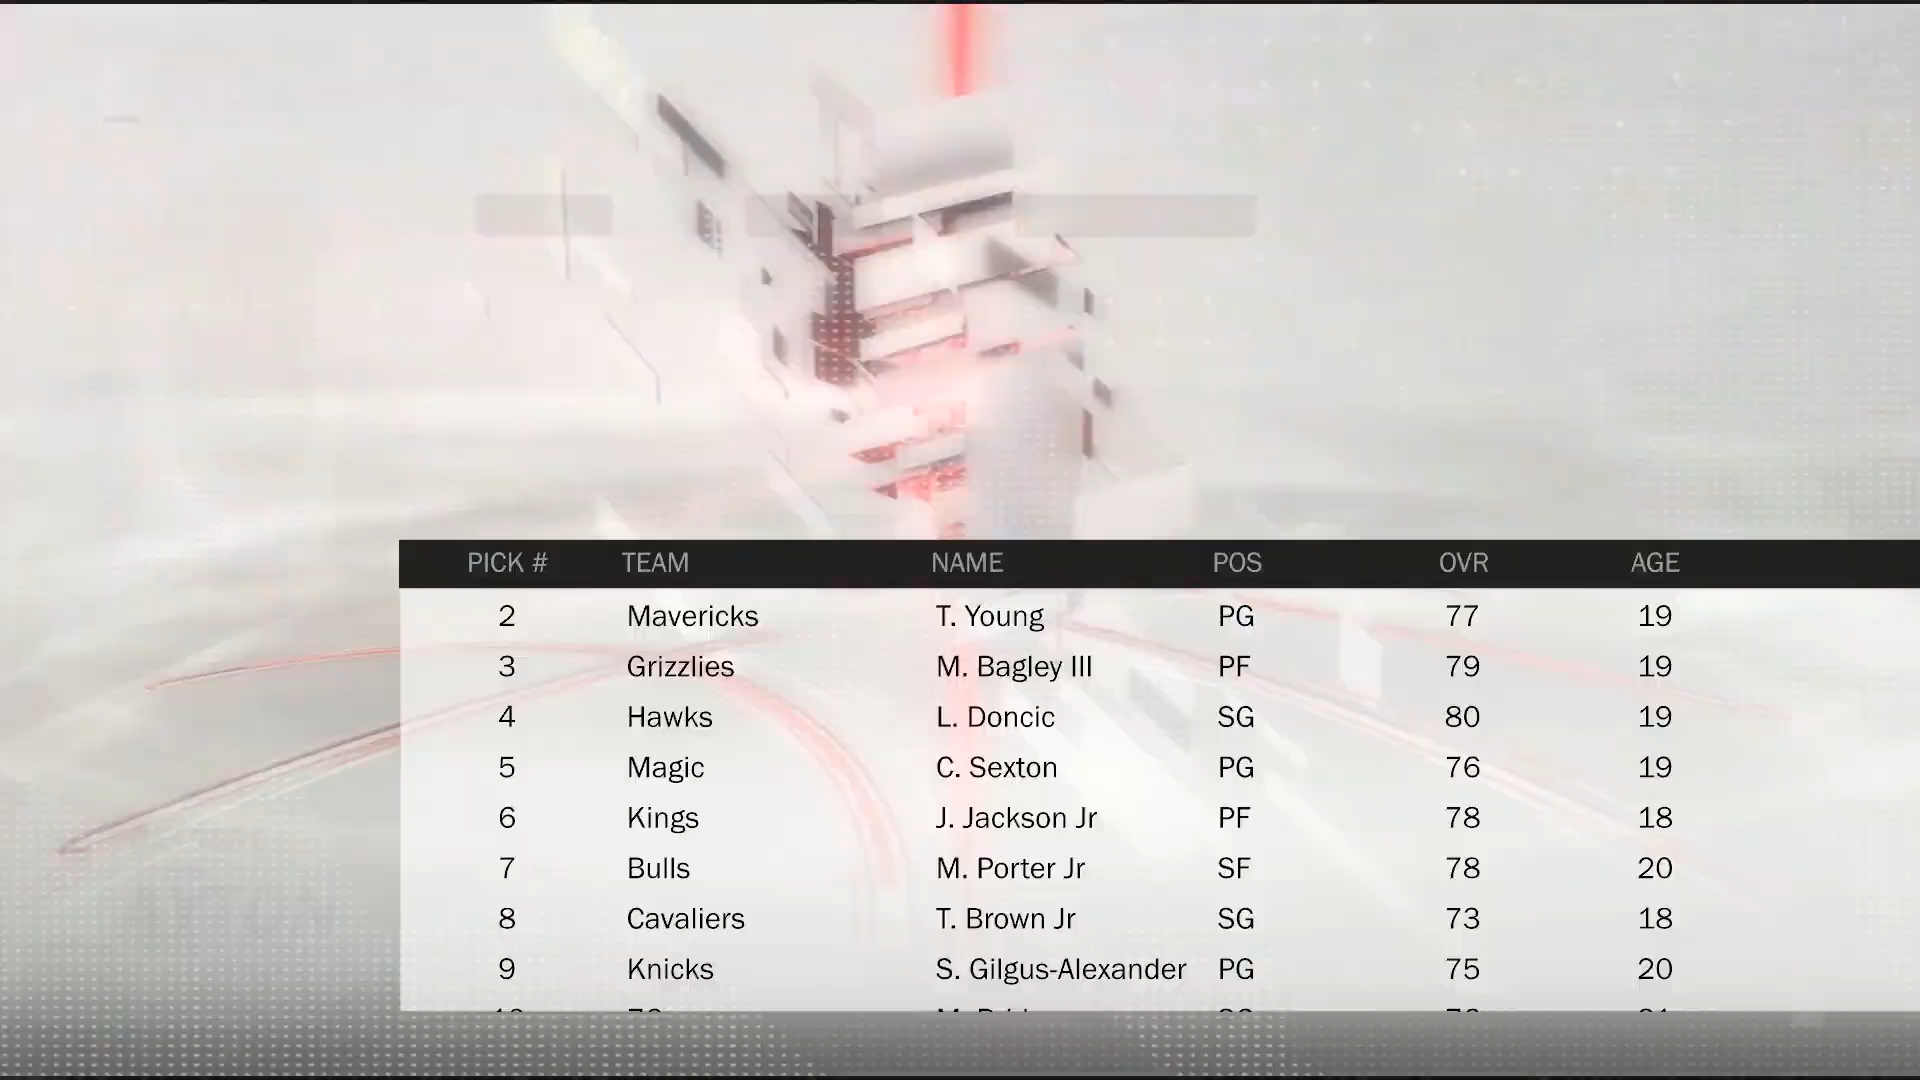 PICK # TEAM NAME POS OVR AGE
2 Mavericks T. Young PG 77 19
3 Grizzlies M. Bagley III PF 79 19
4 Hawks L. Doncic SG 80 19
5 Magic C. Sexton PG 76 19
6 Kings J. Jackson Jr PF 78 18
7 Bulls M. Porter Jr SF 78 20
8 Cavaliers T. Brown Jr SG 73 18
9 Knicks S. Gilgus-Alexander PG 75 20